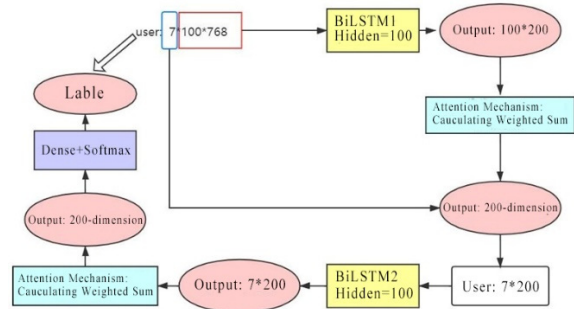 user: 7*100*768
BiLSTM1
Hidden=100
Output: 100*200
Attention Mechanism:
Cauculating Weighted Sum
Output: 200-dimension
User: 7*200
BiLSTM2
Hidden=100
Output: 7*200
Attention Mechanism:
Cauculating Weighted Sum
Output: 200-dimension
Dense+Softmax
Lable